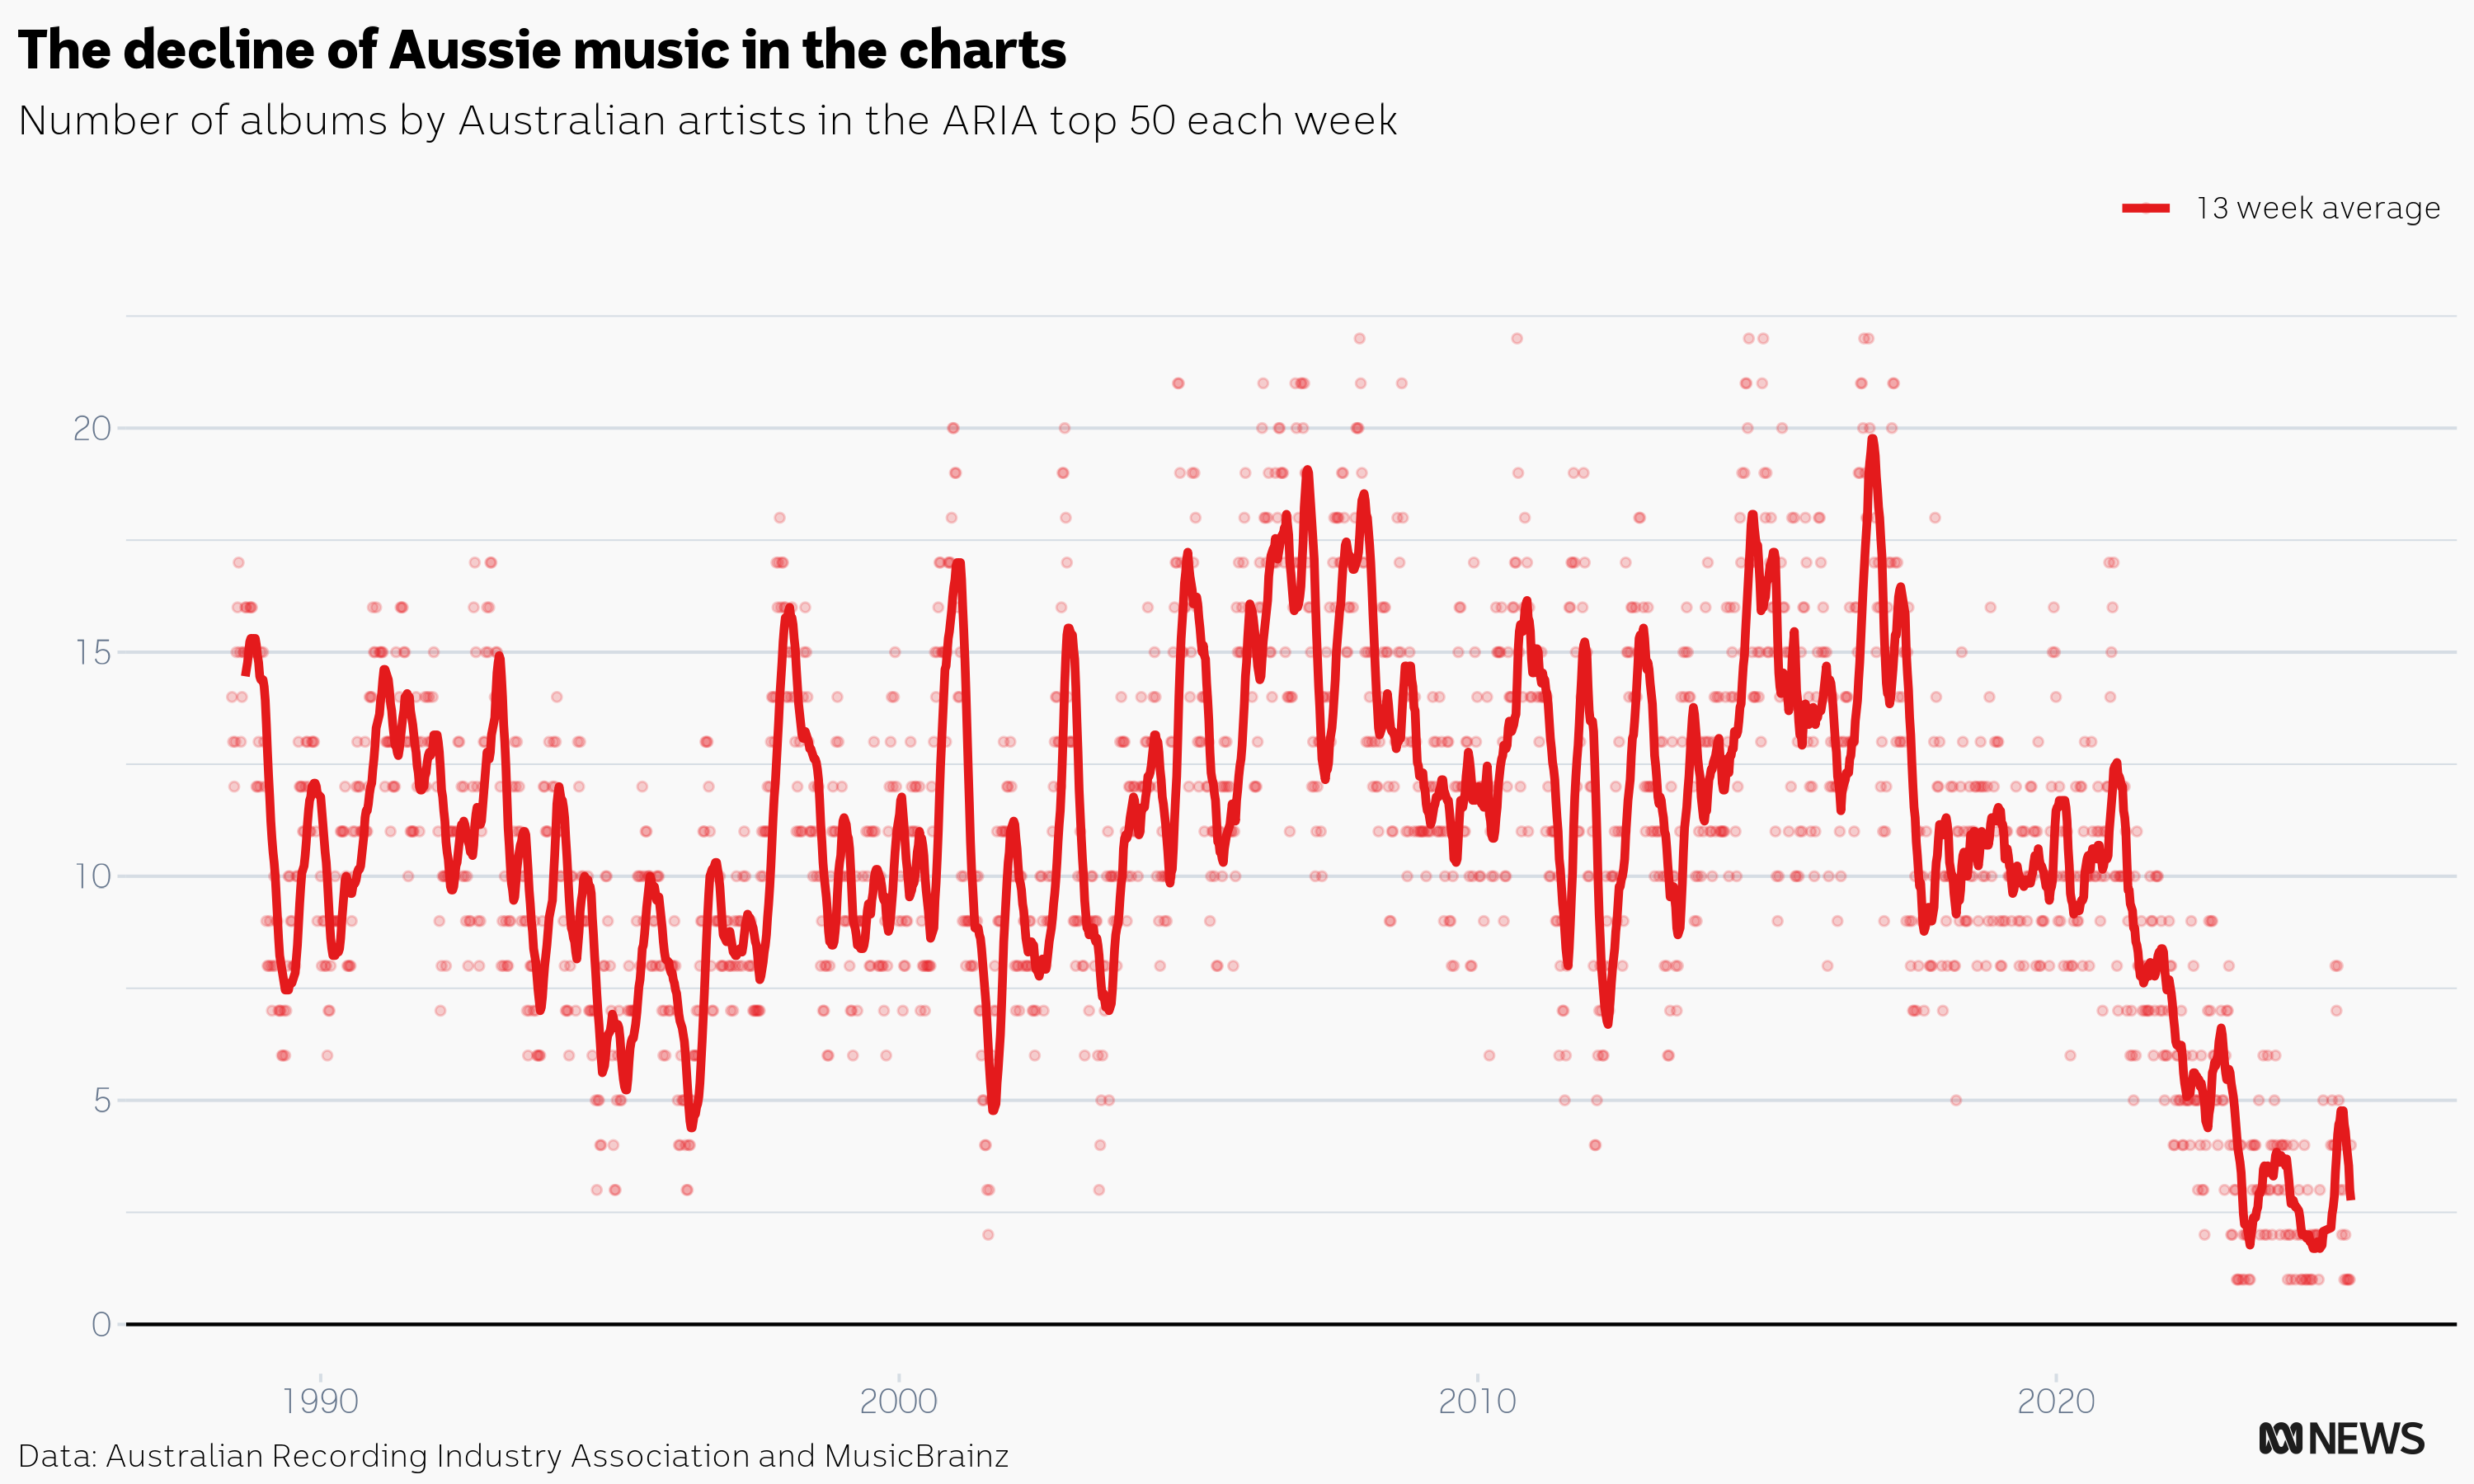 The decline of Aussie music in the charts
Number of albums by Australian artists in the ARIA top 50 each week
13 week average
20
15
10
5
0
1990 2000 2010 2020
Data: Australian Recording Industry Association and MusicBrainz
NEWS